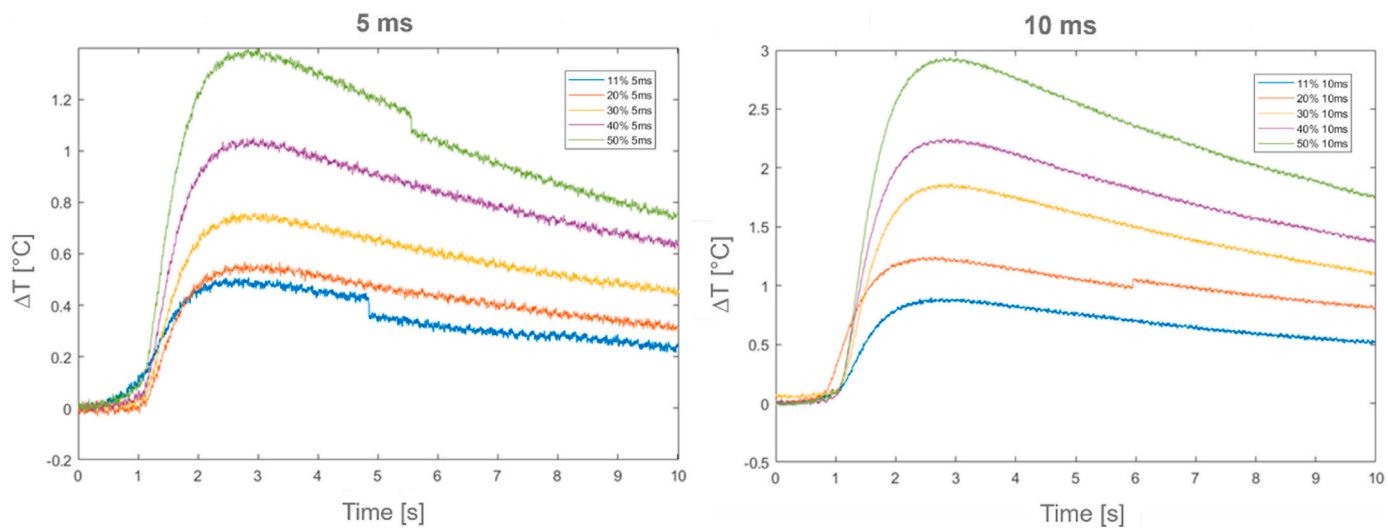 5 ms
1.2
1
0.8
0.6
0.4
0.2
0
-0.2
ΔT [°C]
0 1 2 3 4 5 6 7 8 9 10
Time [s]
11% 5ms
20% 5ms
30% 5ms
40% 5ms
50% 5ms
10 ms
3
2.5
2
1.5
1
0.5
0
-0.5
ΔT [°C]
0 1 2 3 4 5 6 7 8 9 10
Time [s]
11% 10ms
20% 10ms
30% 10ms
40% 10ms
50% 10ms